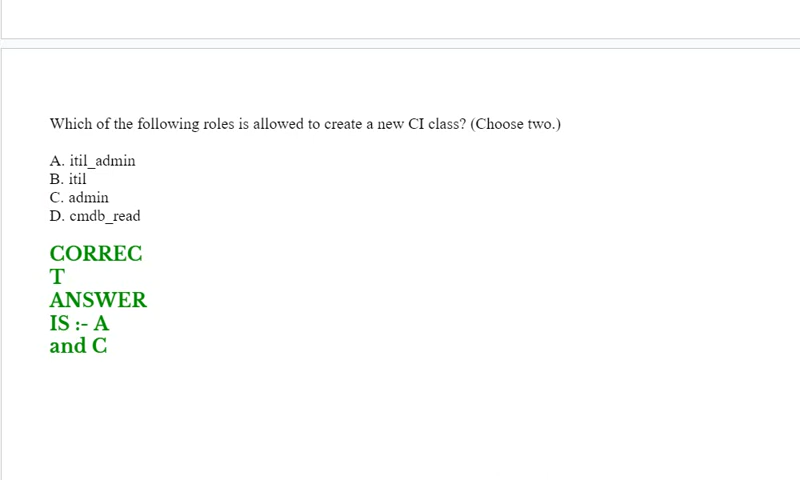 Which of the following roles is allowed to create a new CI class? (Choose two.)
A. itil_admin
B. itil
C. admin
D. cmdb_read
CORREC
T
ANSWER
IS :- A
and C